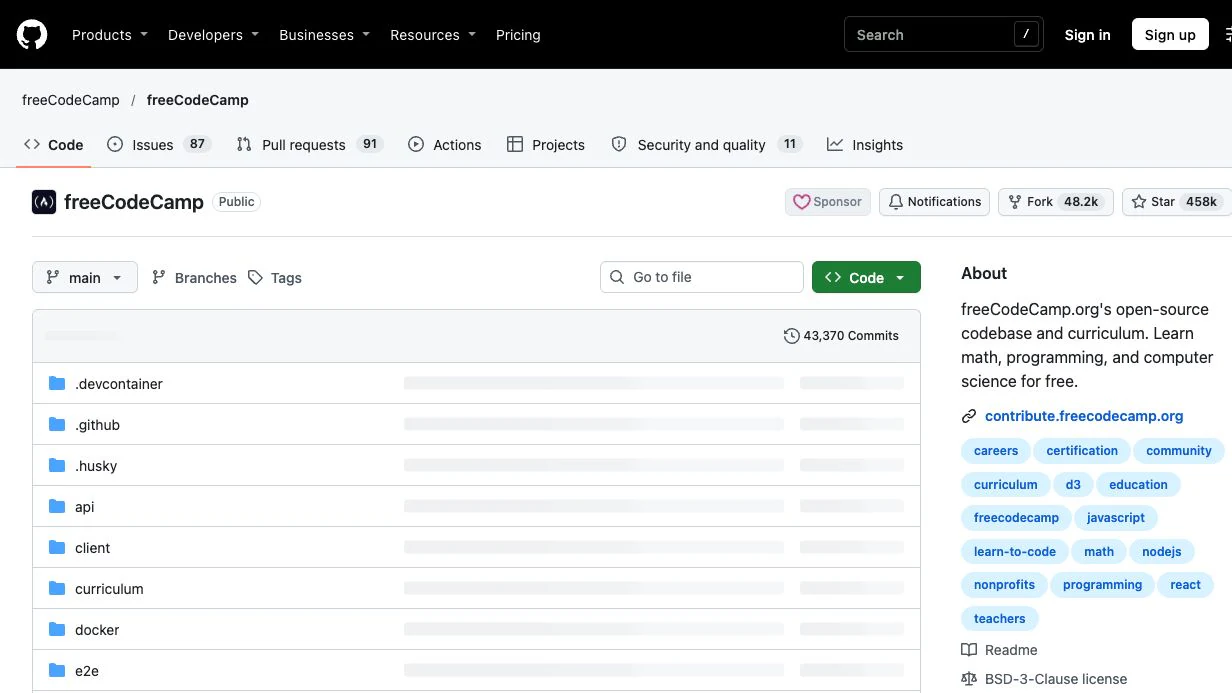 Products Developers Businesses Resources Pricing Search / Sign in Sign up
freeCodeCamp / freeCodeCamp
Code Issues 87 Pull requests 91 Actions Projects Security and quality 11 Insights
freeCodeCamp Public Sponsor Notifications Fork 48.2k Star 458k
main Branches Tags Go to file Code
43,370 Commits
.devcontainer
.github
.husky
api
client
curriculum
docker
e2e
About
freeCodeCamp.org's open-source
codebase and curriculum. Learn
math, programming, and computer
science for free.
contribute.freecodecamp.org
careers certification community
curriculum d3 education
freecodecamp javascript
learn-to-code math nodejs
nonprofits programming react
teachers
Readme
BSD-3-Clause license